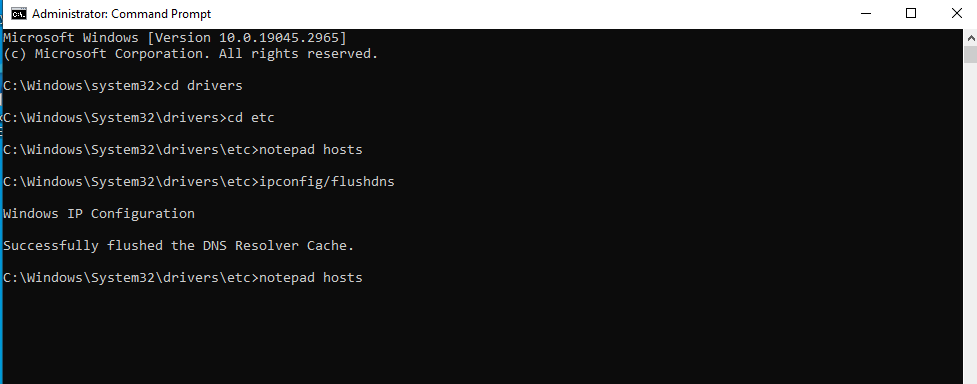 Administrator: Command Prompt
Microsoft Windows [Version 10.0.19045.2965]
(c) Microsoft Corporation. All rights reserved.
C:\Windows\system32>cd drivers
C:\Windows\System32\drivers>cd etc
C:\Windows\System32\drivers\etc>notepad hosts
C:\Windows\System32\drivers\etc>ipconfig/flushdns
Windows IP Configuration
Successfully flushed the DNS Resolver Cache.
C:\Windows\System32\drivers\etc>notepad hosts